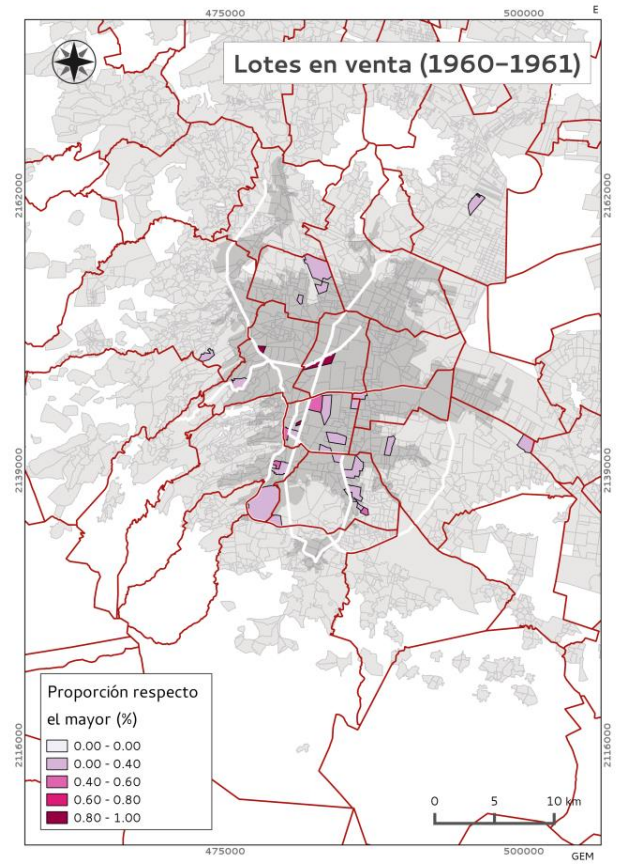 475000
500000
E
Lotes en venta (1960-1961)
2162000
2162000
2139000
2139000
2116000
2116000
Proporción respecto
el mayor (%)
0.00 - 0.00
0.00 - 0.40
0.40 - 0.60
0.60 - 0.80
0.80 - 1.00
0
5
10 km
475000
500000
GEM